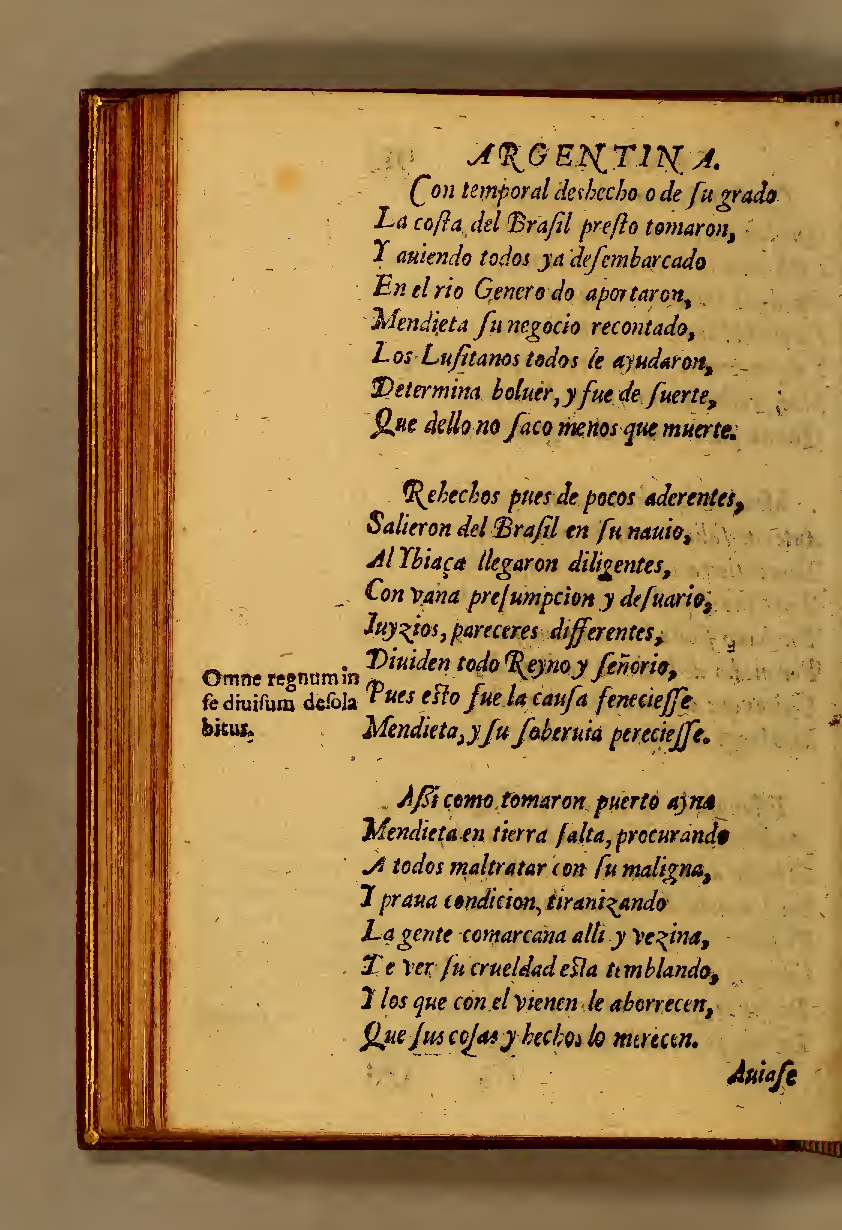 ARGENTINA.
Con temporal deshecho o de ſu grado
La coſta del Braſil preſto tomaron,
Y auiendo todos ya deſembarcado
En el rio Genero do aportaron,
Mendieta ſu negocio recontado,
Los Luſitanos todos le ayudaron,
Determina boluer, y fue de ſuerte,
Que dello no ſaco menos que muerte.
Rehechos pues de pocos aderentes,
Salieron del Braſil en ſu nauio,
Al Ybiaça llegaron diligentes,
Con vana preſumpcion y deſuario,
Iuyzios, pareceres differentes,
Diuiden todo Reyno y ſeñorio,
Pues eſto fue la cauſa fenecieſſe
Mendieta, y ſu ſoberuia perecieſſe.
Omne regnum in
ſe diuiſum deſola
bitur.
Aſsi como tomaron puerto ayna
Mendieta en tierra ſalta, procurando
A todos maltratar con ſu maligna,
Y praua condicion, tiranizando
La gente comarcana alli y vezina,
De ver ſu crueldad eſta temblando,
Y los que con el vienen le aborrecen,
Que ſus coſas y hechos lo merecen.
Auiaſe